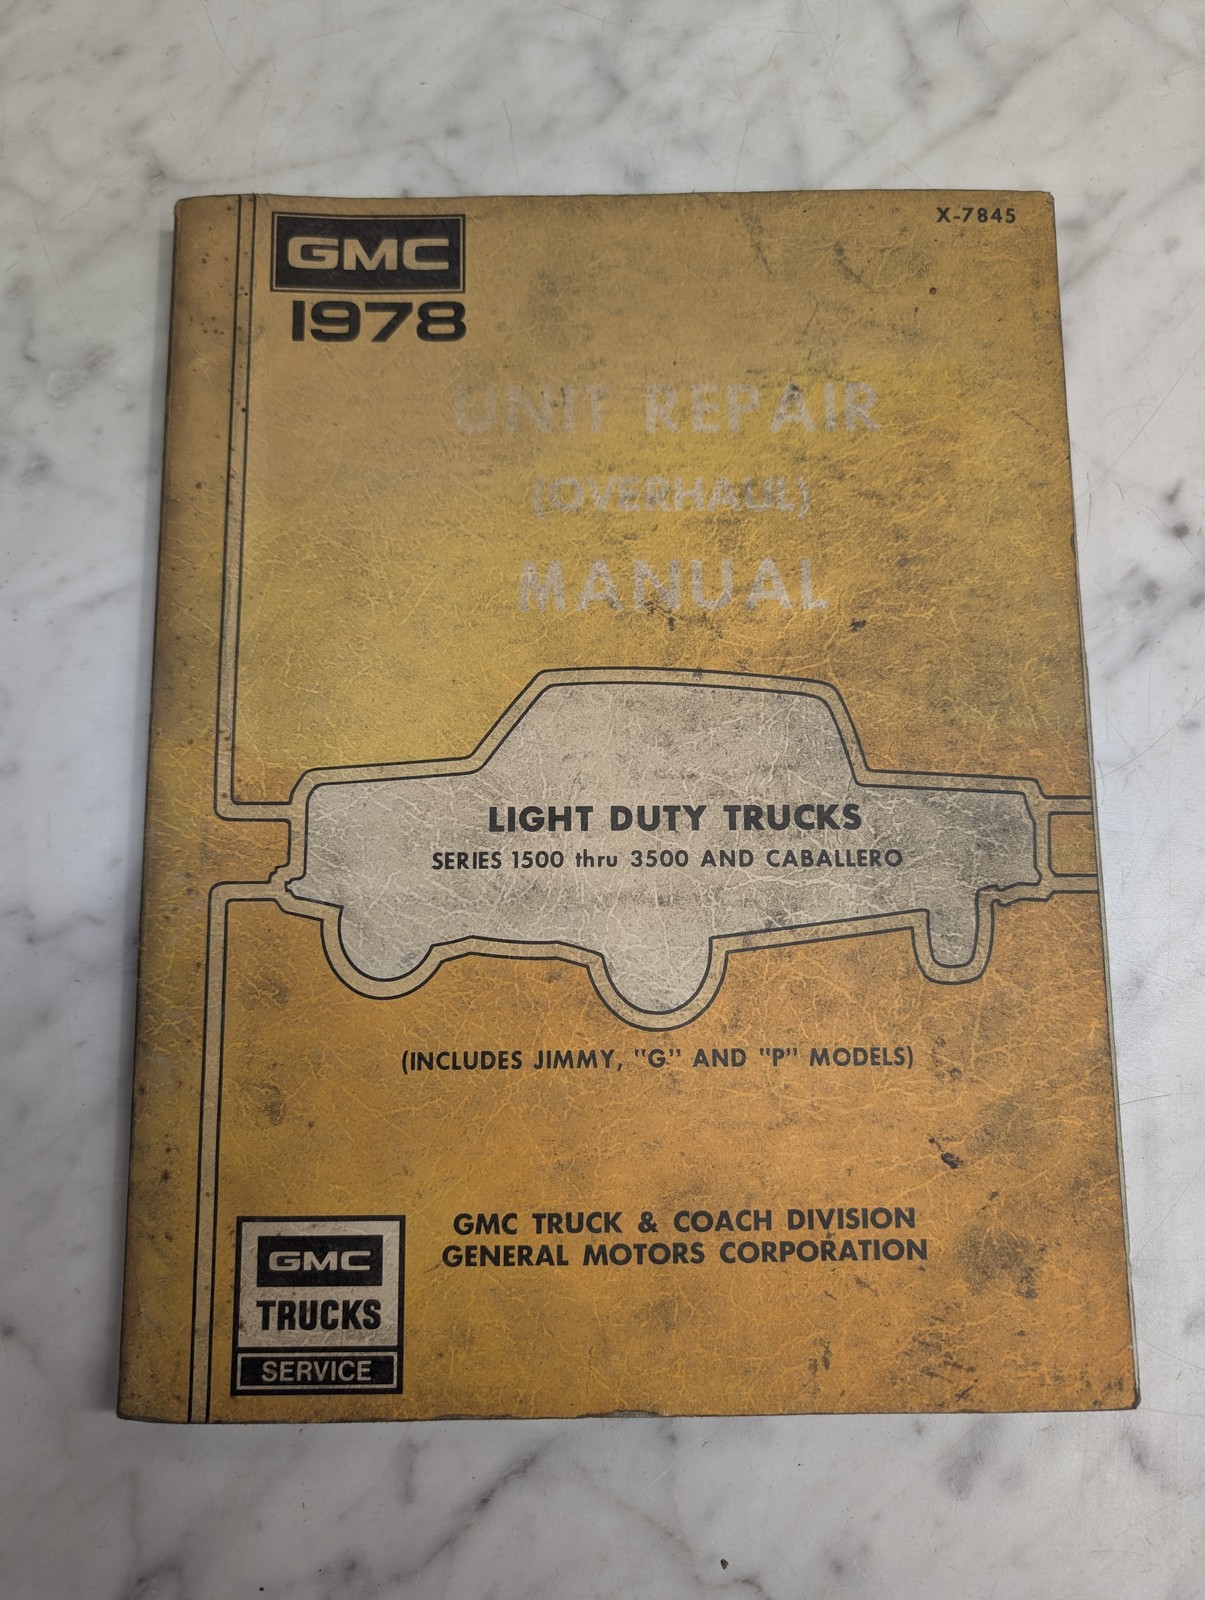 X-7845
GMC
1978
UNIT REPAIR
(OVERHAUL)
MANUAL
LIGHT DUTY TRUCKS
SERIES 1500 thru 3500 AND CABALLERO
(INCLUDES JIMMY, "G" AND "P" MODELS)
GMC TRUCK & COACH DIVISION
GENERAL MOTORS CORPORATION
GMC
TRUCKS
SERVICE